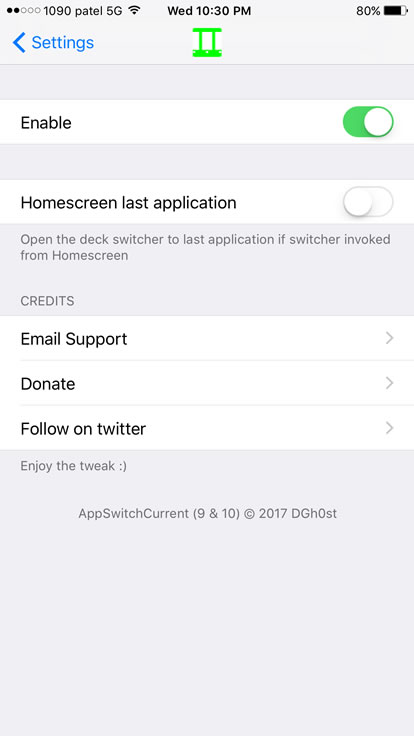 1090 patel 5G Wed 10:30 PM 80%
Settings
Enable
Homescreen last application
Open the deck switcher to last application if switcher invoked
from Homescreen
CREDITS
Email Support
Donate
Follow on twitter
Enjoy the tweak :)
AppSwitchCurrent (9 & 10) © 2017 DGh0st